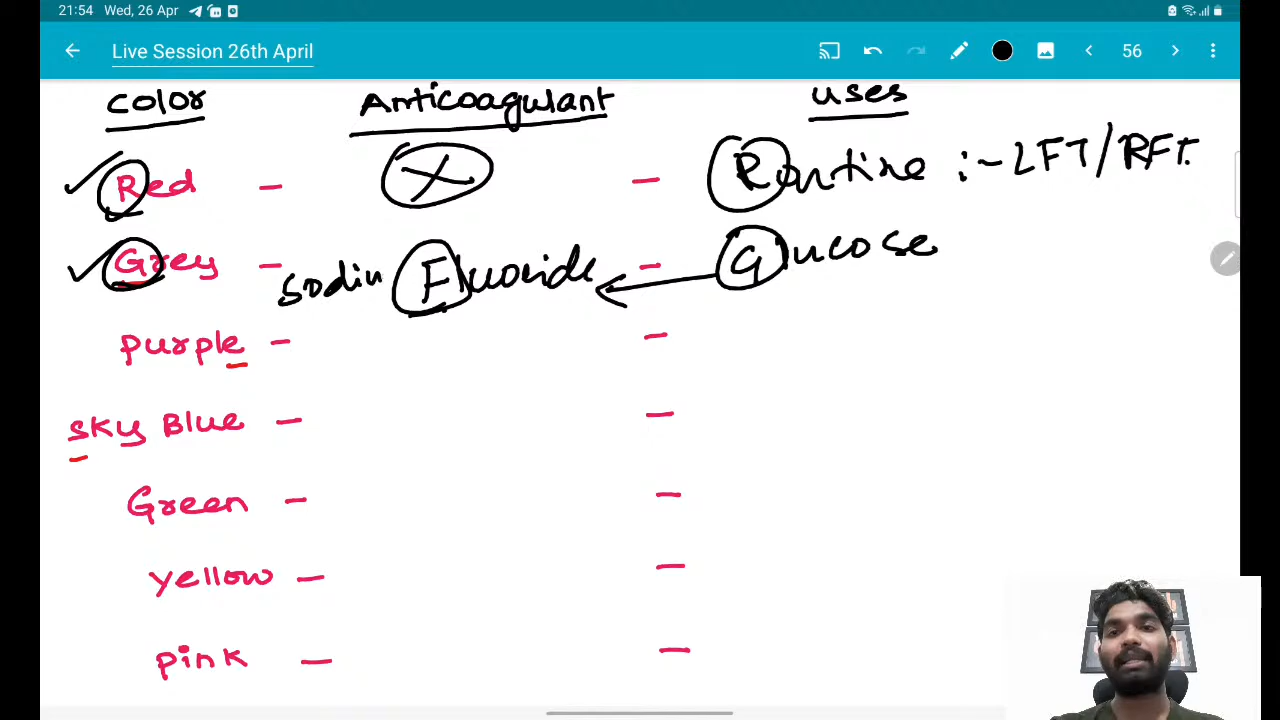 21:54 Wed, 26 Apr
Live Session 26th April
56
Color Anticoagulant uses
Red - X - Routine :- LFT/RFT.
Grey - Sodim Fluoride - Glucose
purple - -
sky Blue - -
Green - -
yellow - -
pink - -